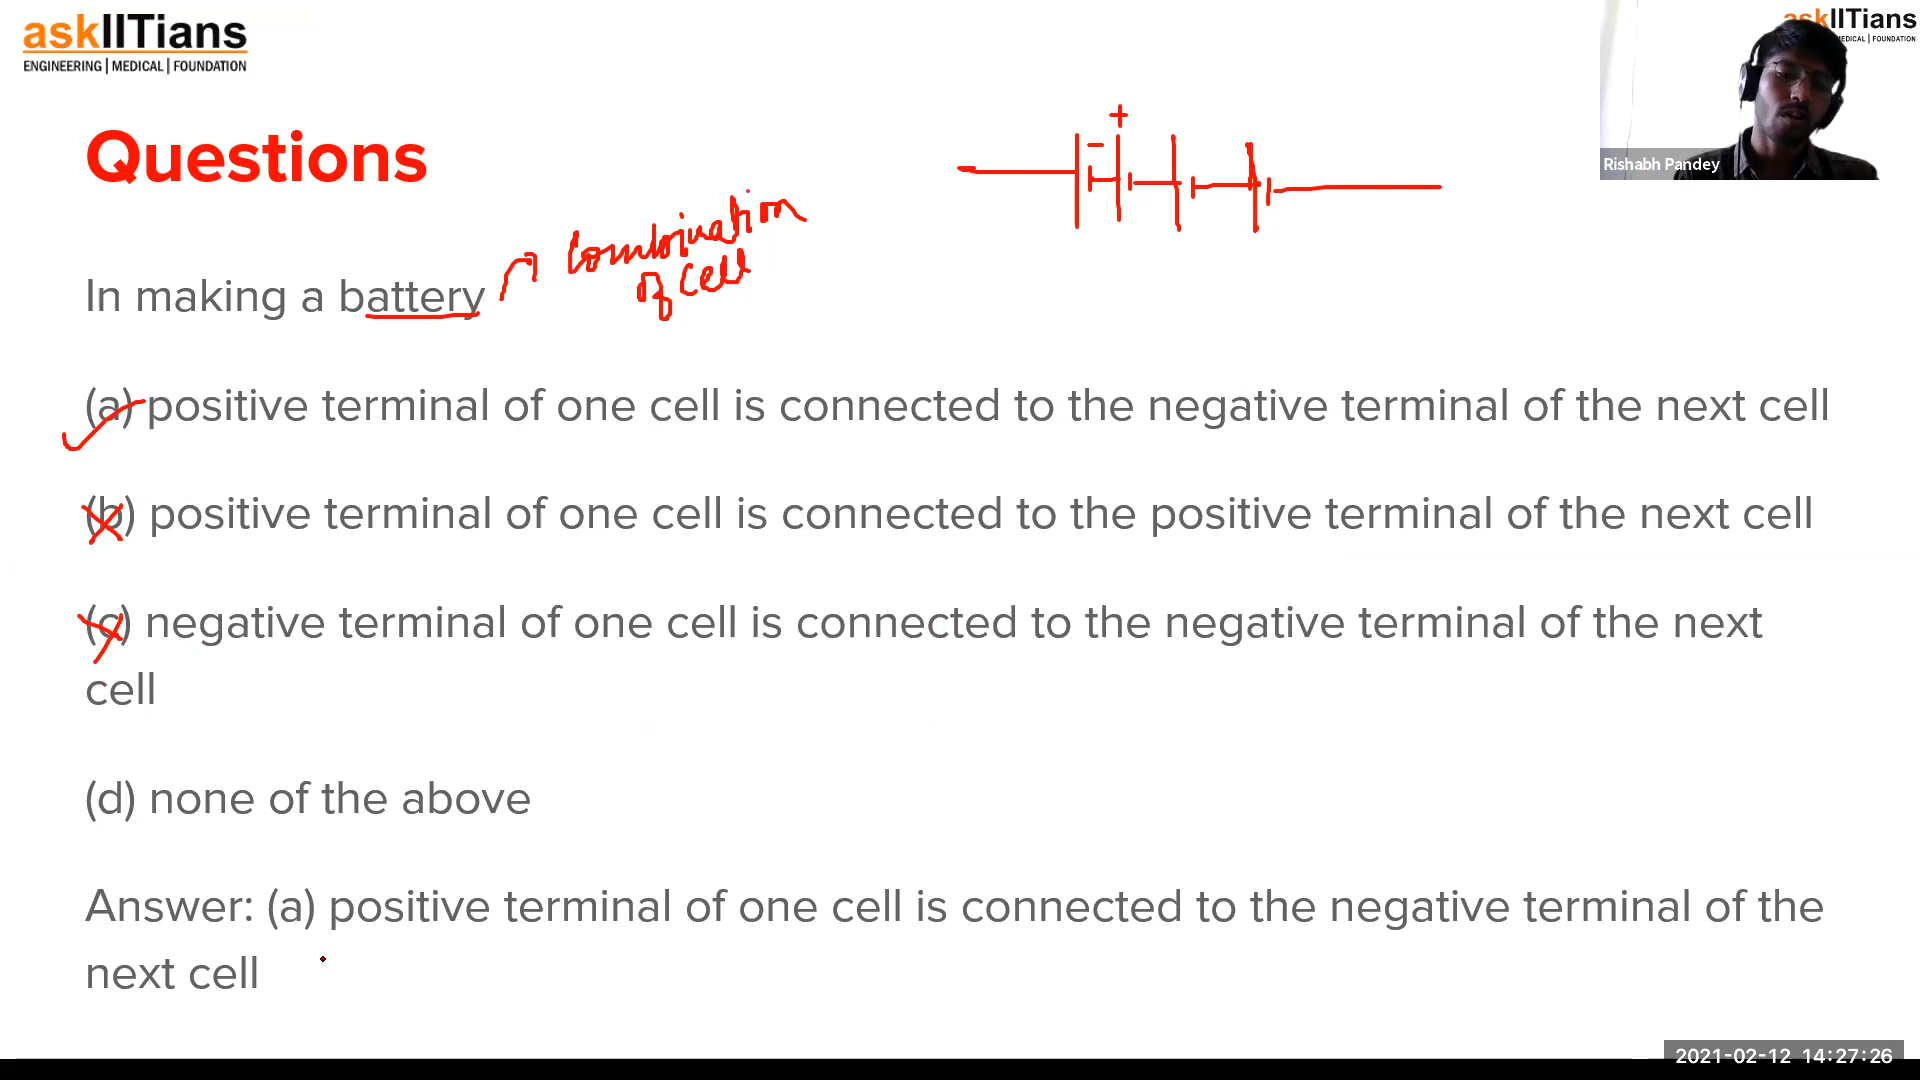 askIITians
ENGINEERING | MEDICAL | FOUNDATION
askIITians
MEDICAL | FOUNDATION
Rishabh Pandey
Questions
+
-
Combination
of Cell
In making a battery
(a) positive terminal of one cell is connected to the negative terminal of the next cell
(b) positive terminal of one cell is connected to the positive terminal of the next cell
(c) negative terminal of one cell is connected to the negative terminal of the next
cell
(d) none of the above
Answer: (a) positive terminal of one cell is connected to the negative terminal of the
next cell
2021-02-12 14:27:26